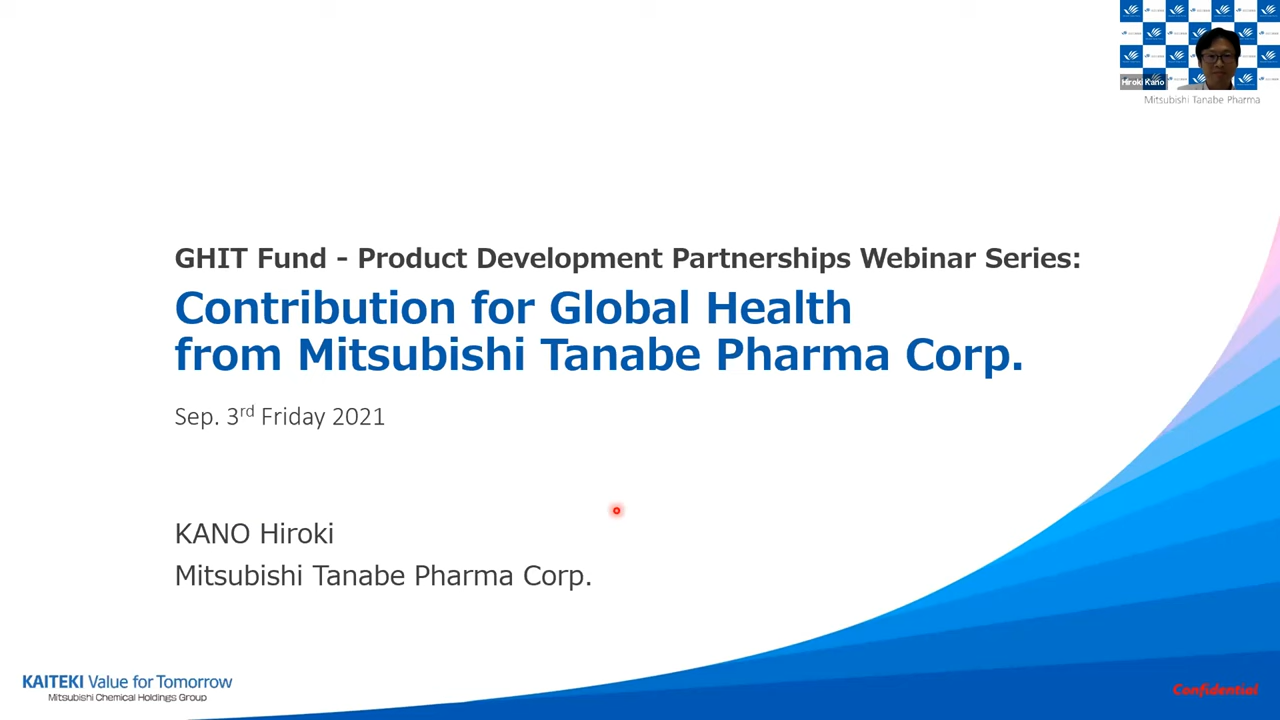 Hiroki Kano
Mitsubishi Tanabe Pharma
GHIT Fund - Product Development Partnerships Webinar Series:
Contribution for Global Health
from Mitsubishi Tanabe Pharma Corp.
Sep. 3rd Friday 2021
KANO Hiroki
Mitsubishi Tanabe Pharma Corp.
KAITEKI Value for Tomorrow
Mitsubishi Chemical Holdings Group
Confidential